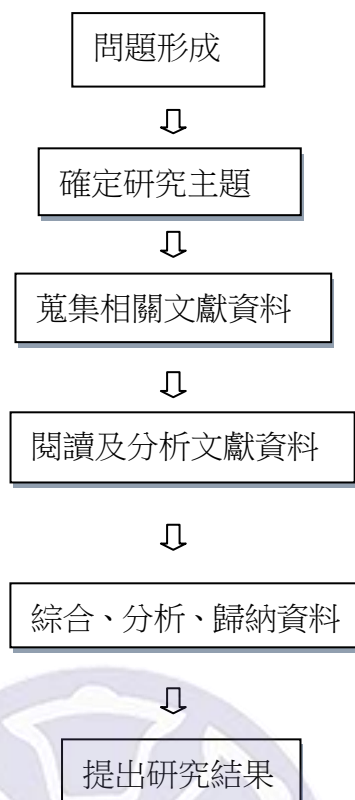 問題形成
確定研究主題
蒐集相關文獻資料
閱讀及分析文獻資料
綜合、分析、歸納資料
提出研究結果